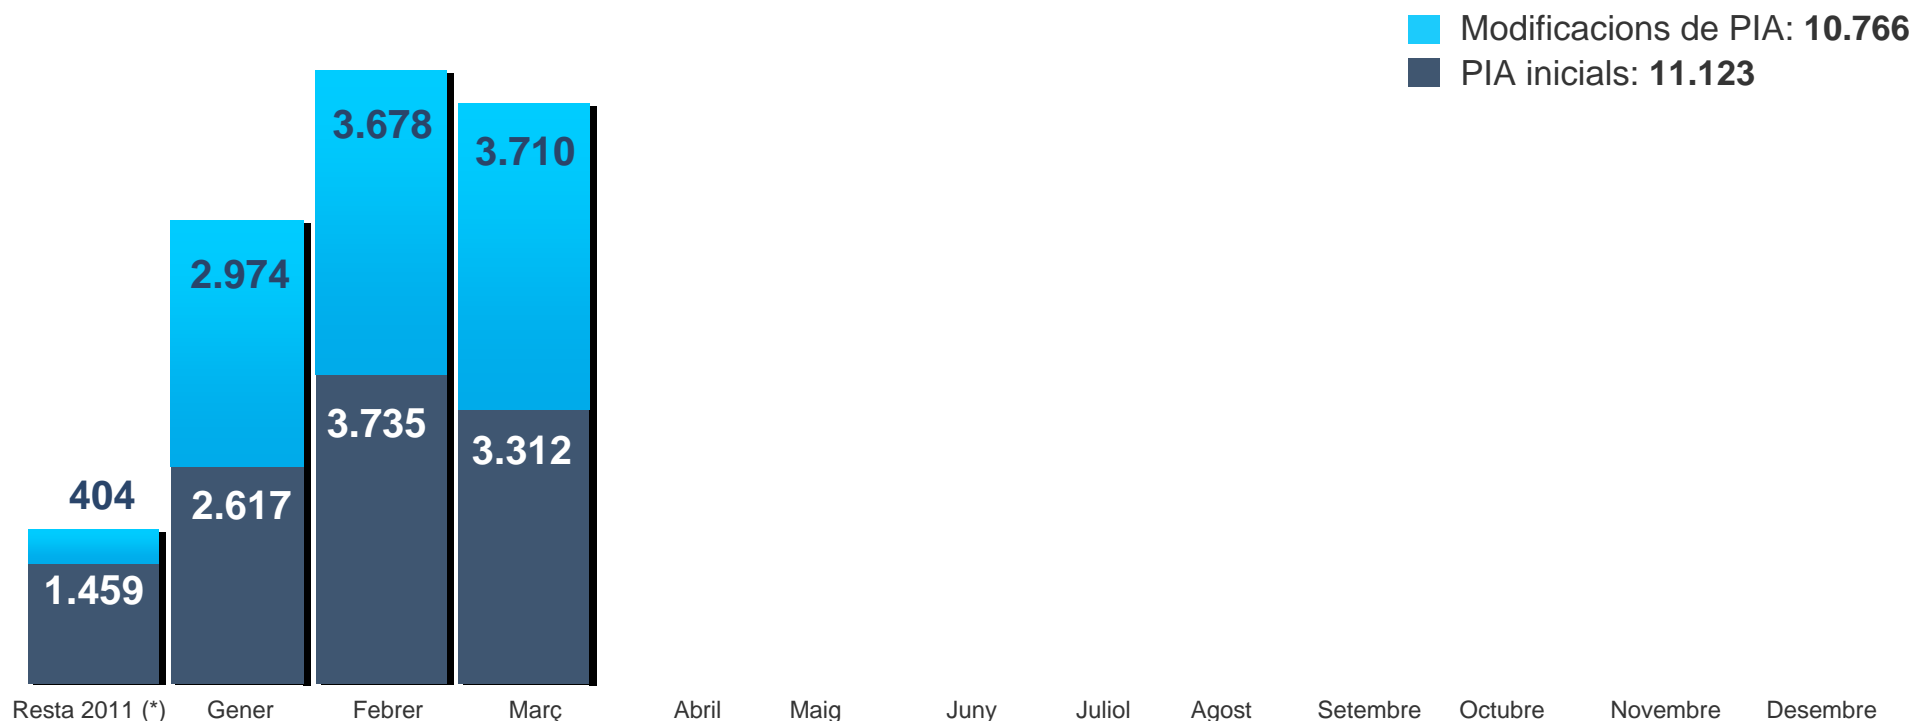 Modificacions de PIA: 10.766
PIA inicials: 11.123
3.678
3.710
2.974
3.735
3.312
404
2.617
1.459
Resta 2011 (*) Gener Febrer Març Abril Maig Juny Juliol Agost Setembre Octubre Novembre Desembre